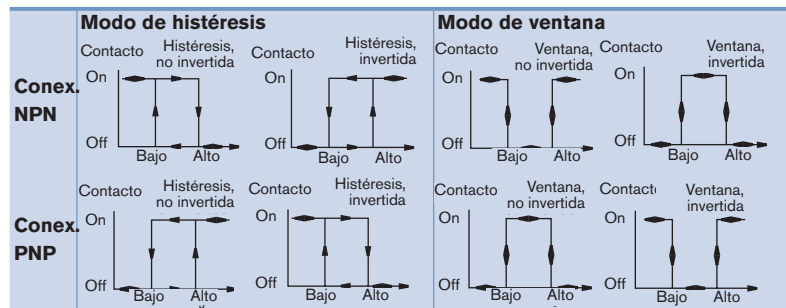 Modo de histéresis
Modo de ventana
Conex.
NPN
Contacto
Histéresis,
no invertida
On
Off
Bajo
Alto
Contacto
Histéresis,
invertida
On
Off
Bajo
Alto
Contacto
Ventana,
no invertida
On
Off
Bajo
Alto
Contacto
Ventana,
invertida
On
Off
Bajo
Alto
Conex.
PNP
Contacto
Histéresis,
no invertida
On
Off
Bajo
Alto
Contacto
Histéresis,
invertida
On
Off
Bajo
Alto
Contacto
Ventana,
no invertida
On
Off
Bajo
Alto
Contacto
Ventana,
invertida
On
Off
Bajo
Alto